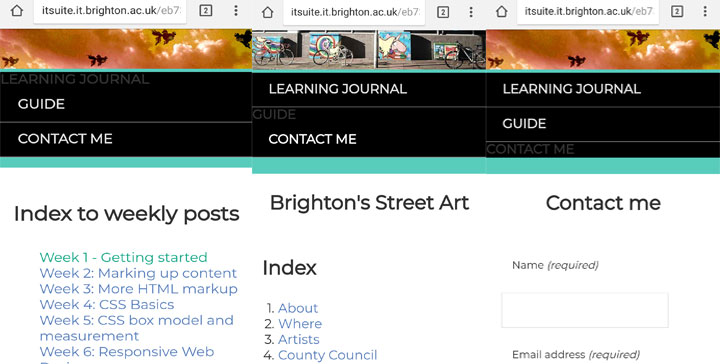 itsuite.it.brighton.ac.uk/eb7
2
LEARNING JOURNAL
GUIDE
CONTACT ME
Index to weekly posts
Week 1 - Getting started
Week 2: Marking up content
Week 3: More HTML markup
Week 4: CSS Basics
Week 5: CSS box model and
measurement
Week 6: Responsive Web
itsuite.it.brighton.ac.uk/eb7
2
LEARNING JOURNAL
GUIDE
CONTACT ME
Brighton's Street Art
Index
1. About
2. Where
3. Artists
4. County Council
itsuite.it.brighton.ac.uk/eb7
2
LEARNING JOURNAL
GUIDE
CONTACT ME
Contact me
Name (required)
Email address (required)